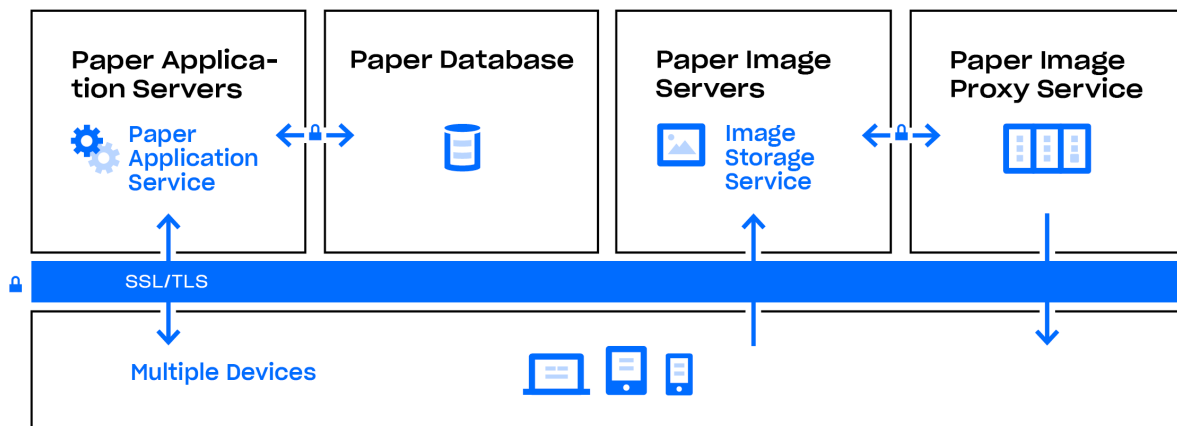 Paper Applica-
tion Servers
Paper
Application
Service
Paper Database
Paper Image
Servers
Image
Storage
Service
Paper Image
Proxy Service
SSL/TLS
Multiple Devices